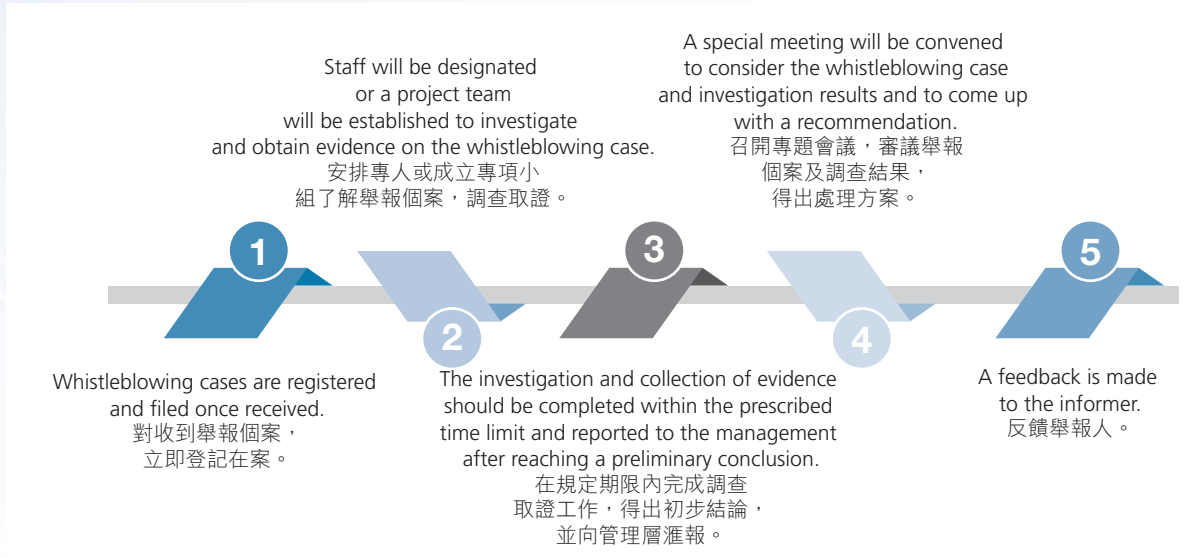 1
Whistleblowing cases are registered
and filed once received.
對收到舉報個案，
立即登記在案。
2
Staff will be designated
or a project team
will be established to investigate
and obtain evidence on the whistleblowing case.
安排專人或成立專項小
組了解舉報個案，調查取證。
3
The investigation and collection of evidence
should be completed within the prescribed
time limit and reported to the management
after reaching a preliminary conclusion.
在規定期限內完成調查
取證工作，得出初步結論，
並向管理層滙報。
4
A special meeting will be convened
to consider the whistleblowing case
and investigation results and to come up
with a recommendation.
召開專題會議，審議舉報
個案及調查結果，
得出處理方案。
5
A feedback is made
to the informer.
反饋舉報人。